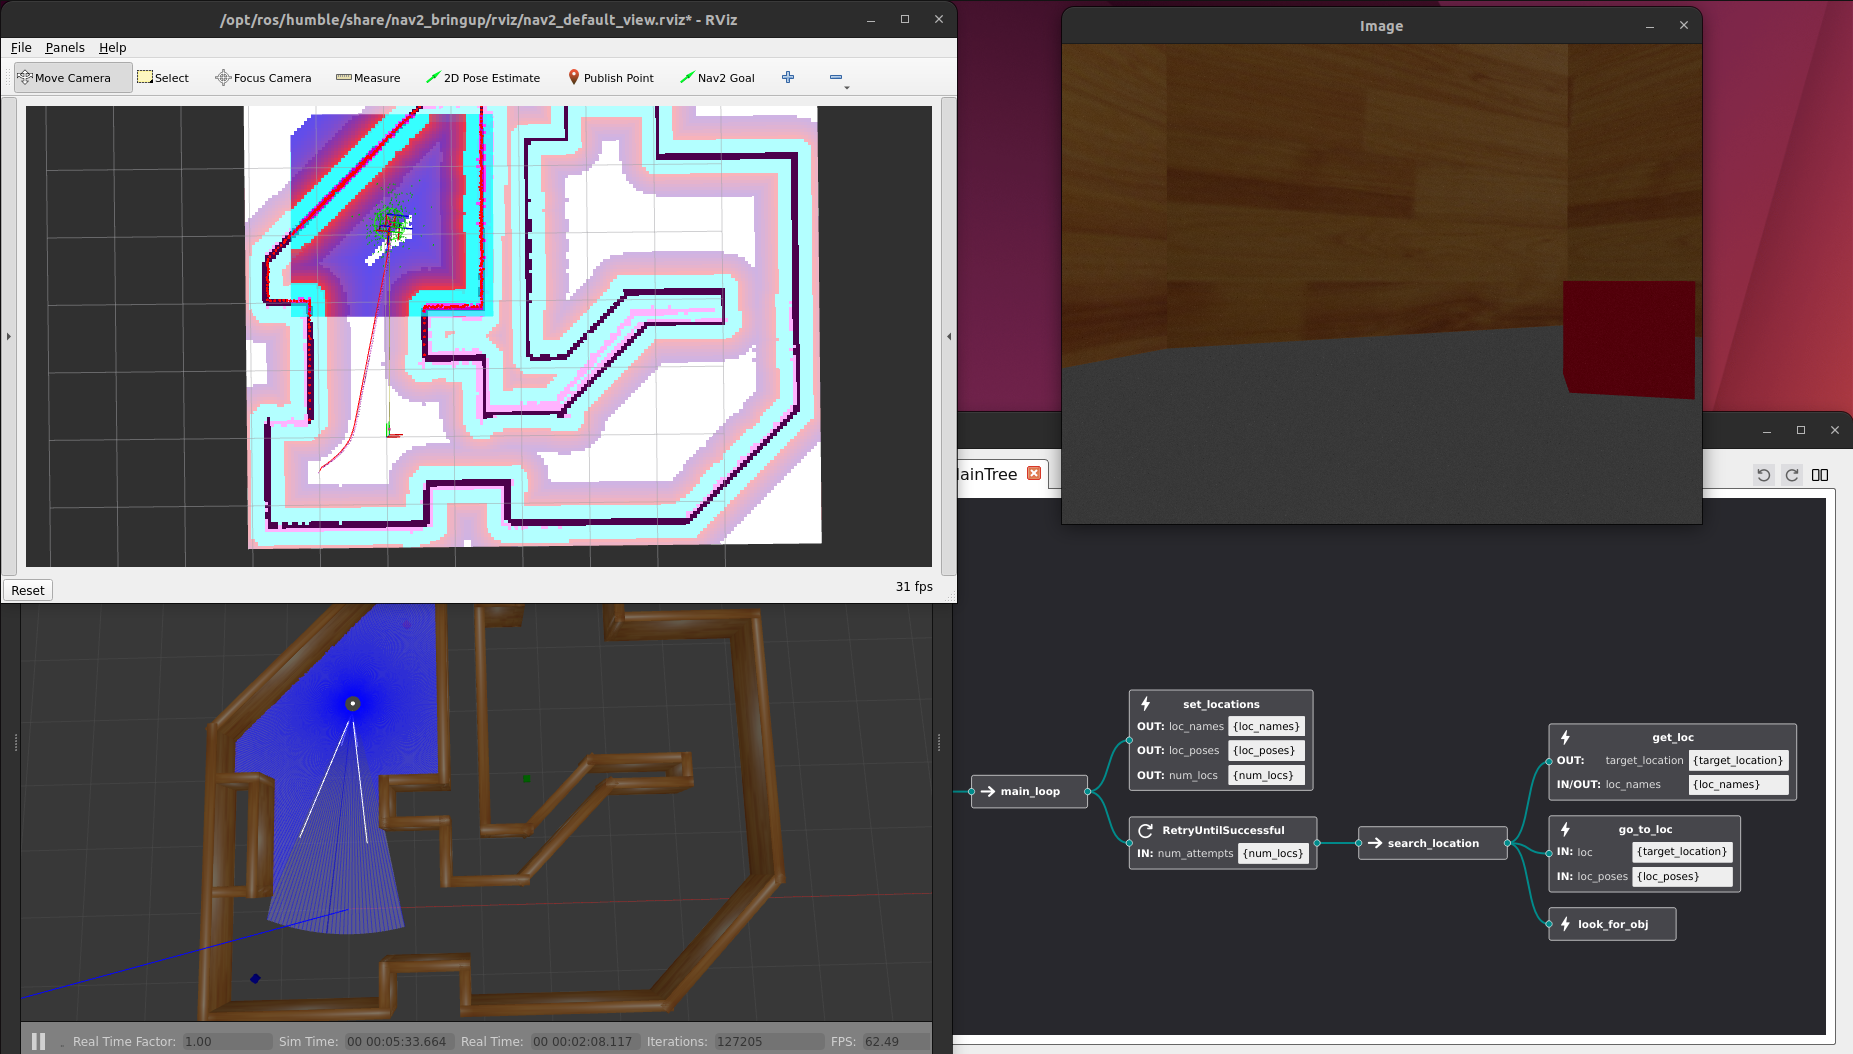 /opt/ros/humble/share/nav2_bringup/rviz/nav2_default_view.rviz* - RViz
File Panels Help
Move Camera Select Focus Camera Measure 2D Pose Estimate Publish Point Nav2 Goal
Reset
31 fps
Image
ainTree
main_loop
set_locations
OUT: loc_names {loc_names}
OUT: loc_poses {loc_poses}
OUT: num_locs {num_locs}
RetryUntilSuccessful
IN: num_attempts {num_locs}
search_location
get_loc
OUT: target_location {target_location}
IN/OUT: loc_names {loc_names}
go_to_loc
IN: loc {target_location}
IN: loc_poses {loc_poses}
look_for_obj
Real Time Factor: 1.00 Sim Time: 00 00:05:33.664 Real Time: 00 00:02:08.117 Iterations: 127205 FPS: 62.49